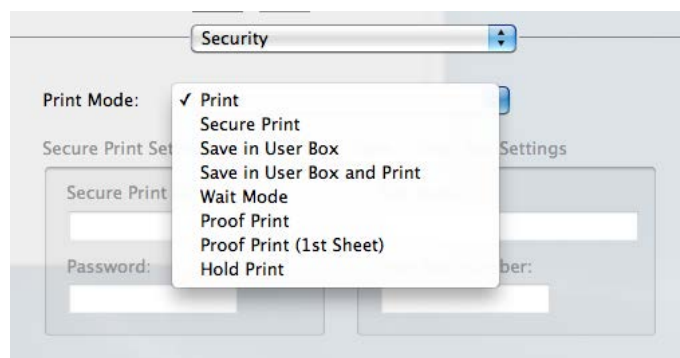 Security
Print Mode:
✓ Print
Secure Print
Save in User Box
Save in User Box and Print
Wait Mode
Proof Print
Proof Print (1st Sheet)
Hold Print
Secure Print Set
Settings
Secure Print
Password:
ber: